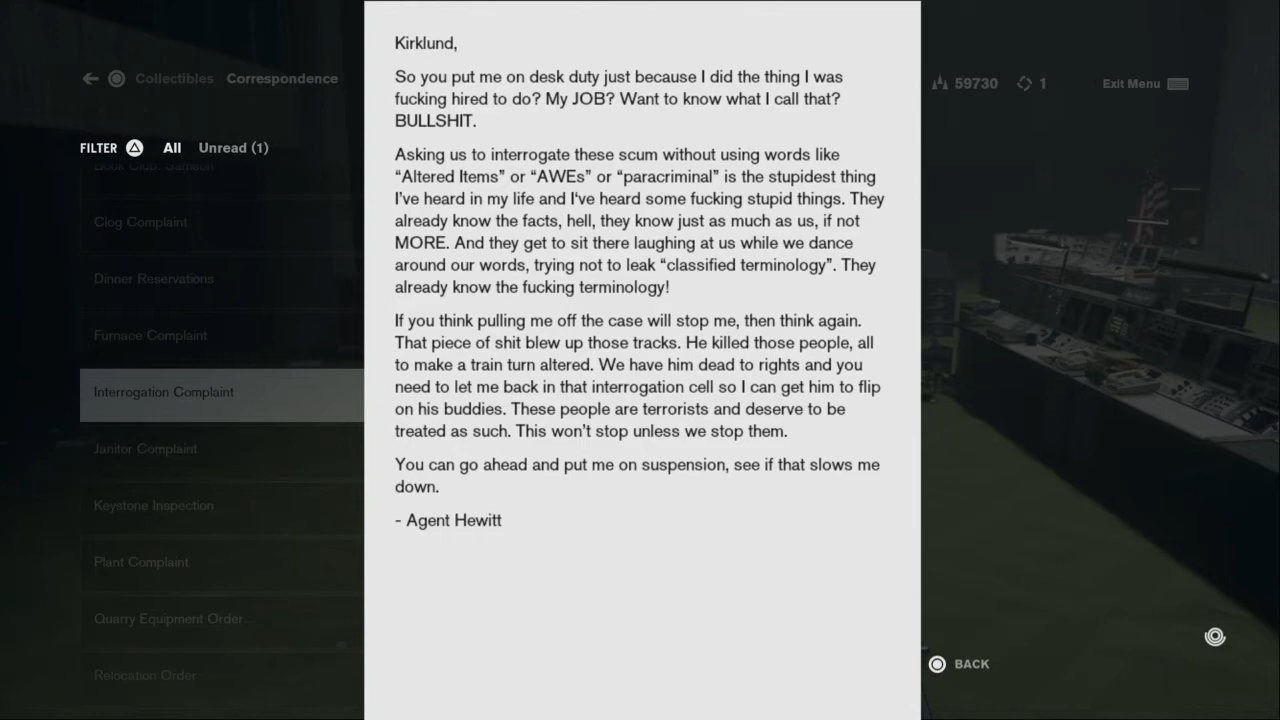 Collectibles Correspondence
59730 1 Exit Menu
FILTER All Unread (1)
Book Club: Samson
Clog Complaint
Dinner Reservations
Furnace Complaint
Interrogation Complaint
Janitor Complaint
Keystone Inspection
Plant Complaint
Quarry Equipment Order
Relocation Order
Kirklund,
So you put me on desk duty just because I did the thing I was
fucking hired to do? My JOB? Want to know what I call that?
BULLSHIT.
Asking us to interrogate these scum without using words like
“Altered Items” or “AWEs” or “paracriminal” is the stupidest thing
I’ve heard in my life and I‘ve heard some fucking stupid things. They
already know the facts, hell, they know just as much as us, if not
MORE. And they get to sit there laughing at us while we dance
around our words, trying not to leak “classified terminology”. They
already know the fucking terminology!
If you think pulling me off the case will stop me, then think again.
That piece of shit blew up those tracks. He killed those people, all
to make a train turn altered. We have him dead to rights and you
need to let me back in that interrogation cell so I can get him to flip
on his buddies. These people are terrorists and deserve to be
treated as such. This won’t stop unless we stop them.
You can go ahead and put me on suspension, see if that slows me
down.
- Agent Hewitt
BACK